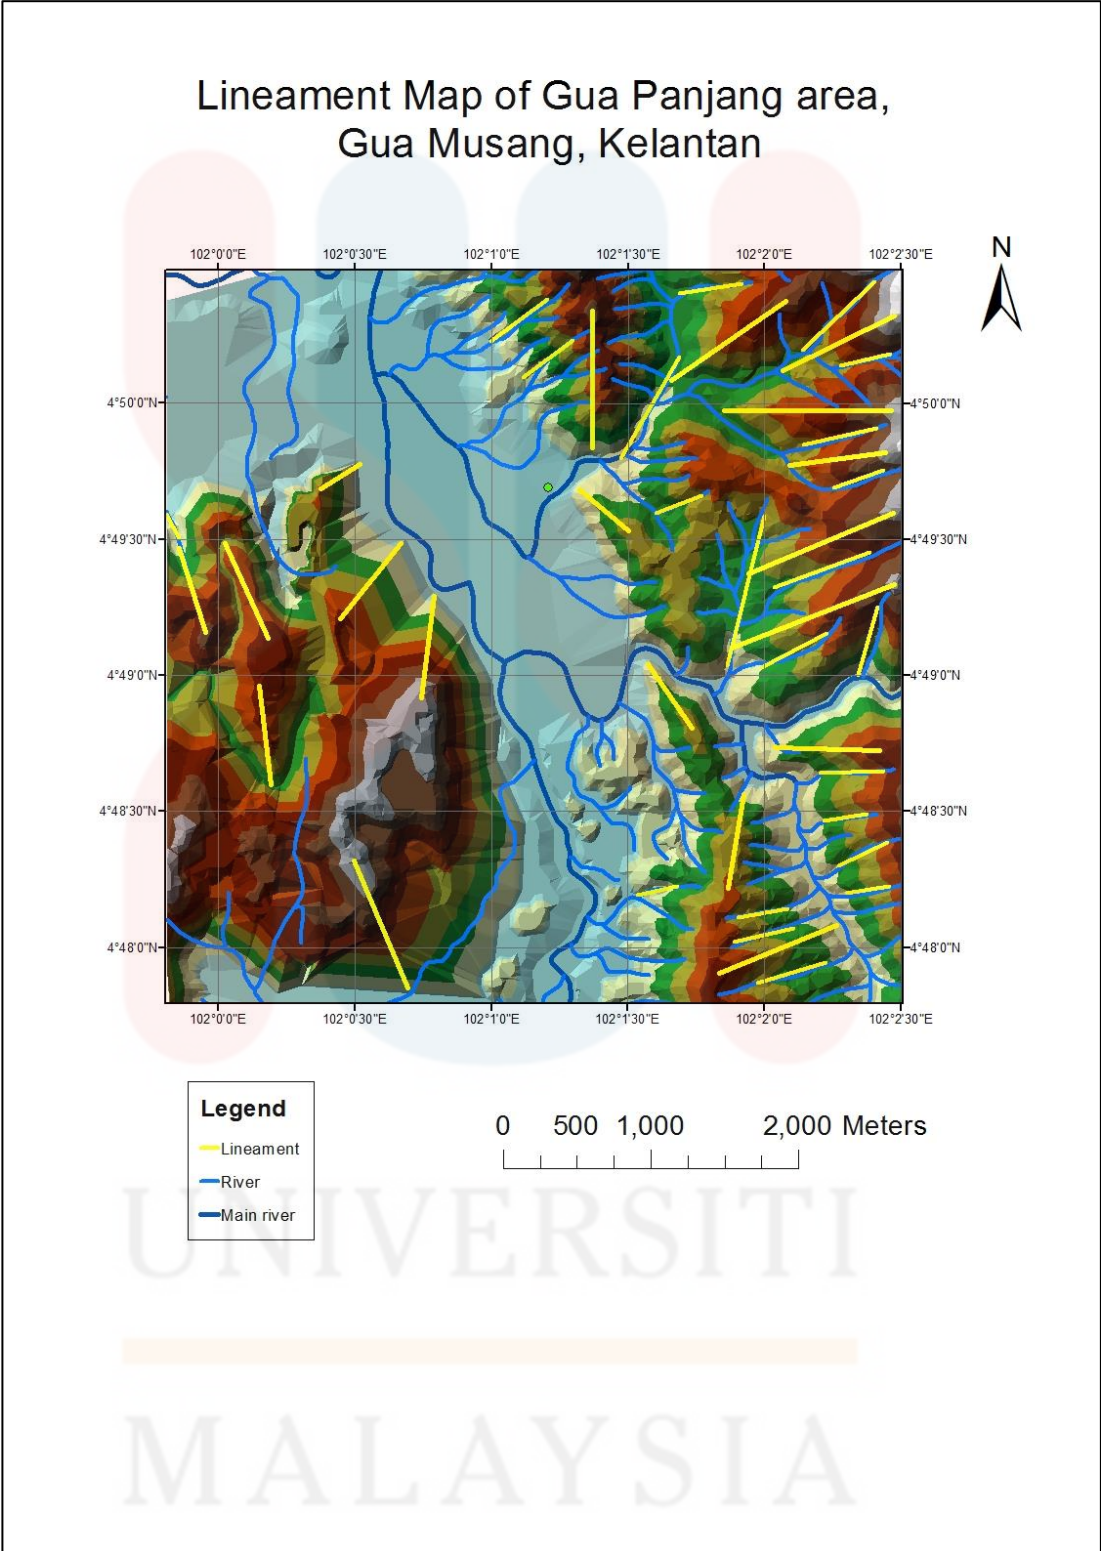 Lineament Map of Gua Panjang area,
Gua Musang, Kelantan
N
102°0'0"E 102°0'30"E 102°1'0"E 102°1'30"E 102°2'0"E 102°2'30"E
4°50'0"N 4°50'0"N
4°49'30"N 4°49'30"N
4°49'0"N 4°49'0"N
4°48'30"N 4°48'30"N
4°48'0"N 4°48'0"N
102°0'0"E 102°0'30"E 102°1'0"E 102°1'30"E 102°2'0"E 102°2'30"E
Legend
Lineament
River
Main river
0 500 1,000 2,000 Meters
UNIVERSITI
MALAYSIA